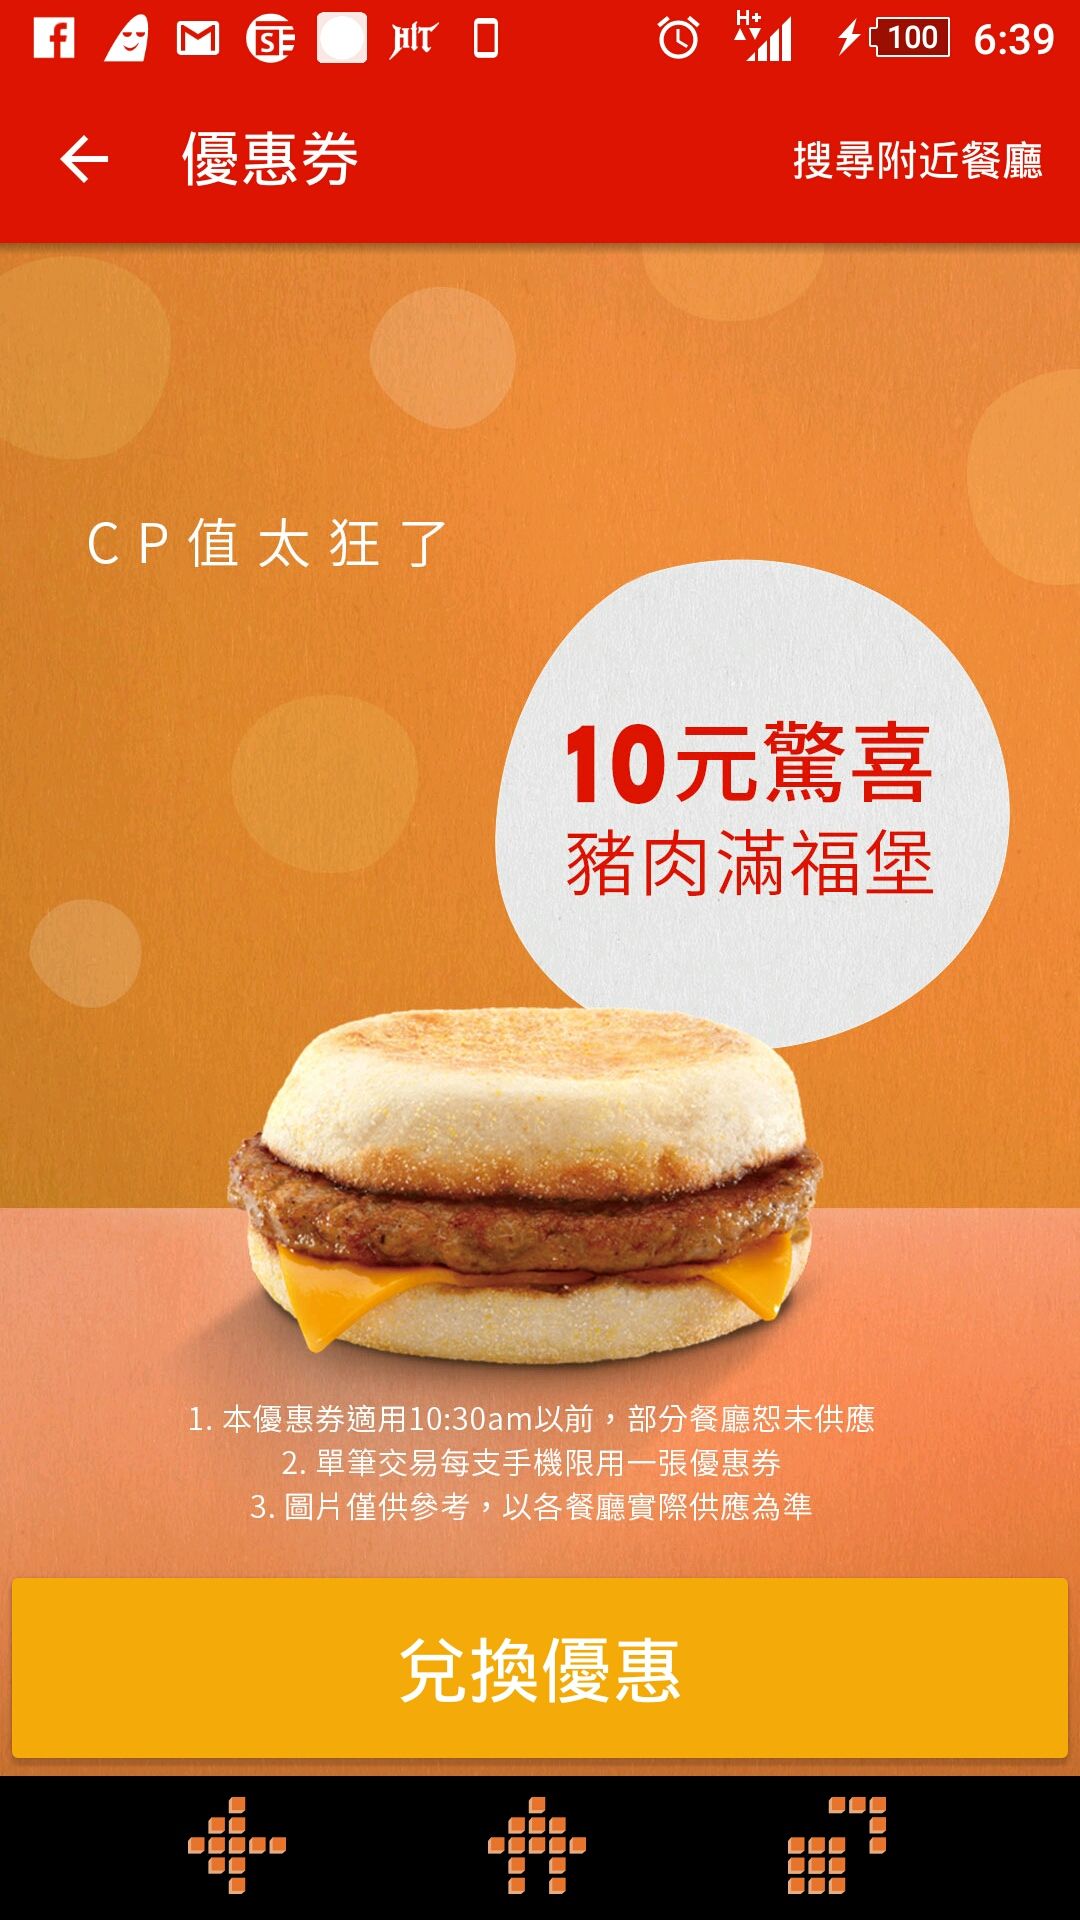 H+
100
6:39
優惠券
搜尋附近餐廳
CP值太狂了
10元驚喜
豬肉滿福堡
1. 本優惠券適用10:30am以前，部分餐廳恕未供應
2. 單筆交易每支手機限用一張優惠券
3. 圖片僅供參考，以各餐廳實際供應為準
兌換優惠